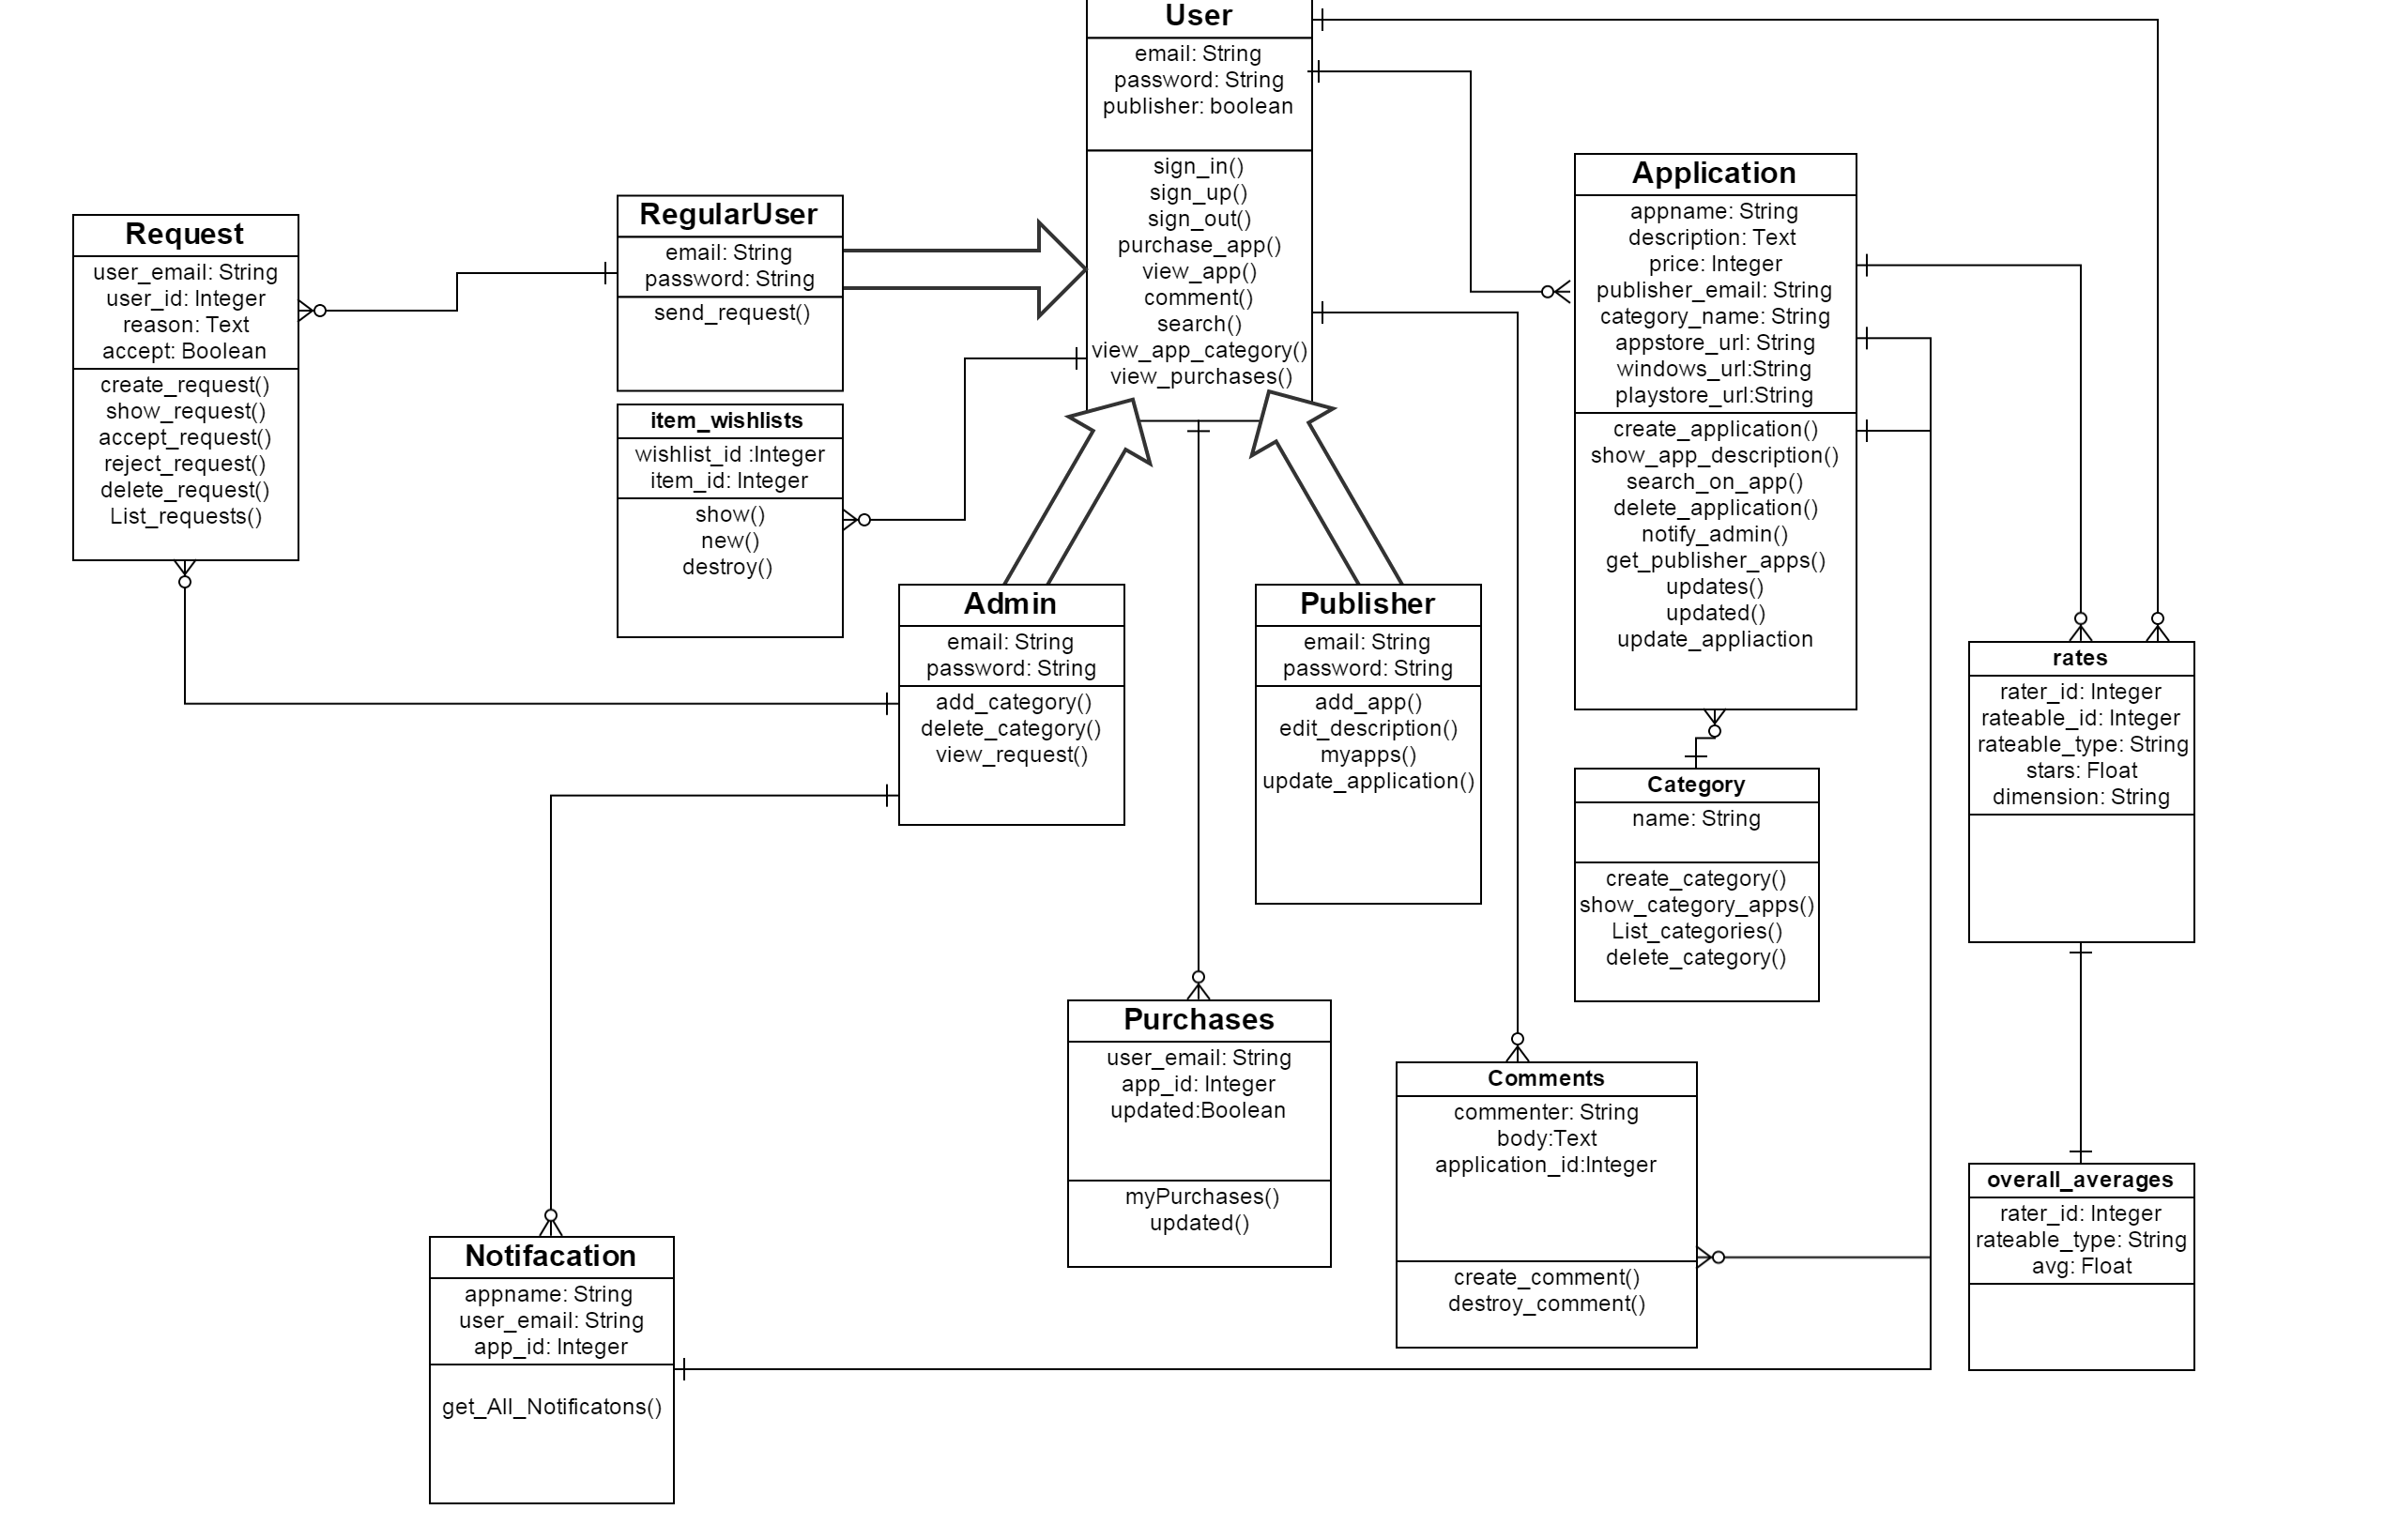 User
email: String
password: String
publisher: boolean
sign_in()
sign_up()
sign_out()
purchase_app()
view_app()
comment()
search()
view_app_category()
view_purchases()
Request
user_email: String
user_id: Integer
reason: Text
accept: Boolean
create_request()
show_request()
accept_request()
reject_request()
delete_request()
List_requests()
RegularUser
email: String
password: String
send_request()
item_wishlists
wishlist_id :Integer
item_id: Integer
show()
new()
destroy()
Application
appname: String
description: Text
price: Integer
publisher_email: String
category_name: String
appstore_url: String
windows_url:String
playstore_url:String
create_application()
show_app_description()
search_on_app()
delete_application()
notify_admin()
get_publisher_apps()
updates()
updated()
update_appliaction
Admin
email: String
password: String
add_category()
delete_category()
view_request()
Publisher
email: String
password: String
add_app()
edit_description()
myapps()
update_application()
rates
rater_id: Integer
rateable_id: Integer
rateable_type: String
stars: Float
dimension: String
Category
name: String
create_category()
show_category_apps()
List_categories()
delete_category()
Purchases
user_email: String
app_id: Integer
updated:Boolean
myPurchases()
updated()
Comments
commenter: String
body:Text
application_id:Integer
create_comment()
destroy_comment()
overall_averages
rater_id: Integer
rateable_type: String
avg: Float
Notifacation
appname: String
user_email: String
app_id: Integer
get_All_Notificatons()